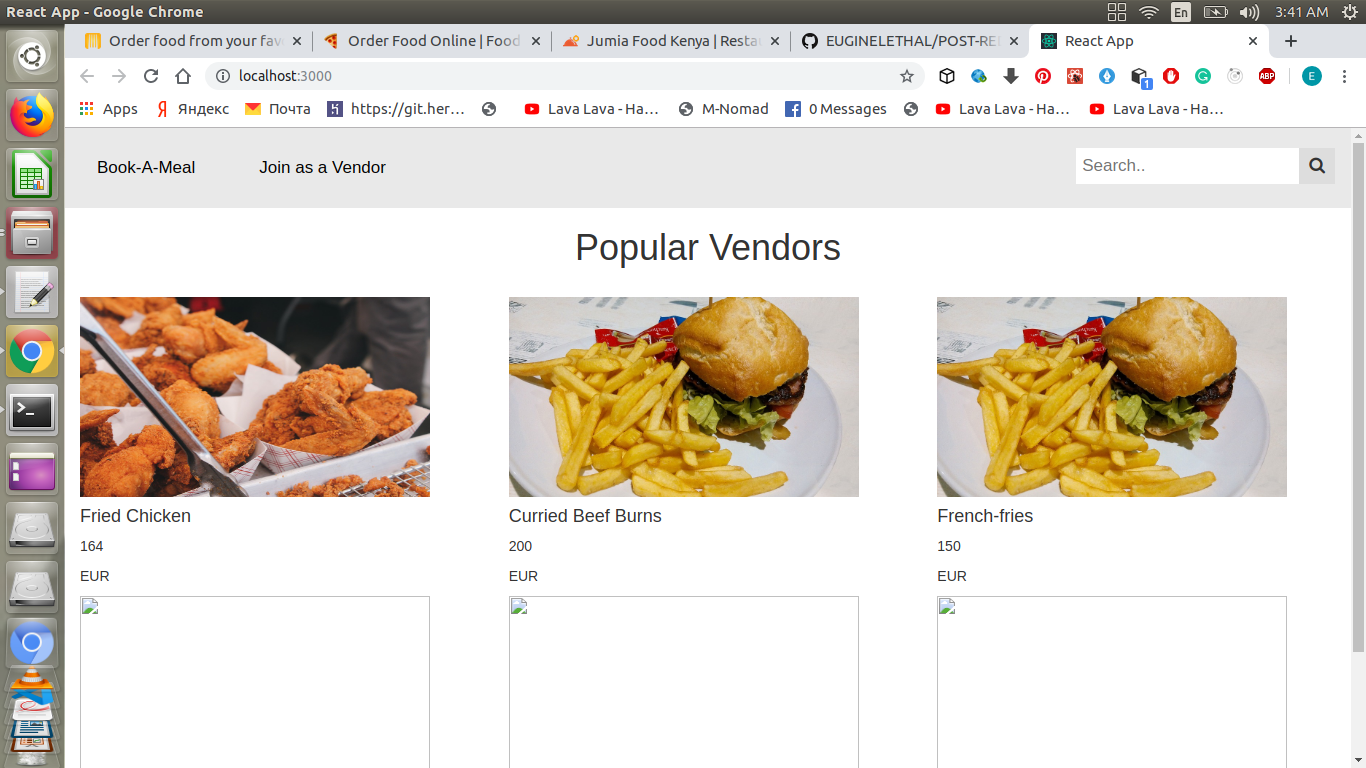 React App - Google Chrome
En
3:41 AM
Order food from your fav
Order Food Online | Food
Jumia Food Kenya | Restau
EUGINELETHAL/POST-REI
React App
localhost:3000
1
ABP
E
Apps
Яндекс
Почта
https://git.her…
Lava Lava - Ha…
M-Nomad
0 Messages
Lava Lava - Ha…
Lava Lava - Ha…
Book-A-Meal
Join as a Vendor
Search..
Popular Vendors
Fried Chicken
Curried Beef Burns
French-fries
164
200
150
EUR
EUR
EUR